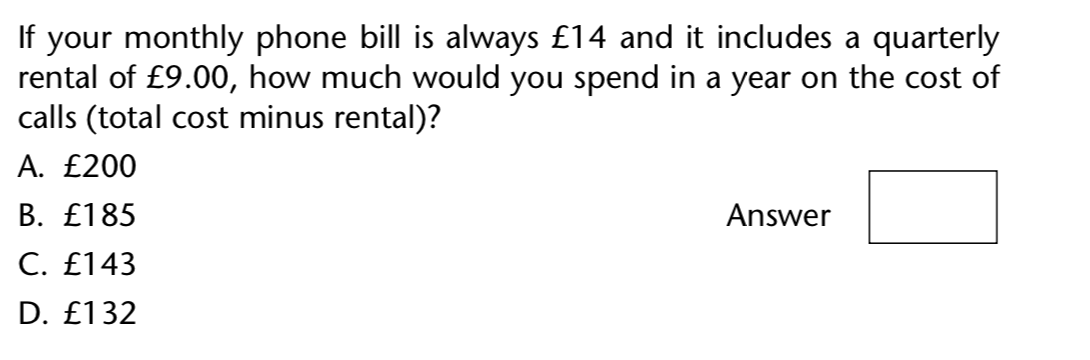 If your monthly phone bill is always £14 and it includes a quarterly
rental of £9.00, how much would you spend in a year on the cost of
calls (total cost minus rental)?
A. £200
B. £185
Answer
C. £143
D. £132